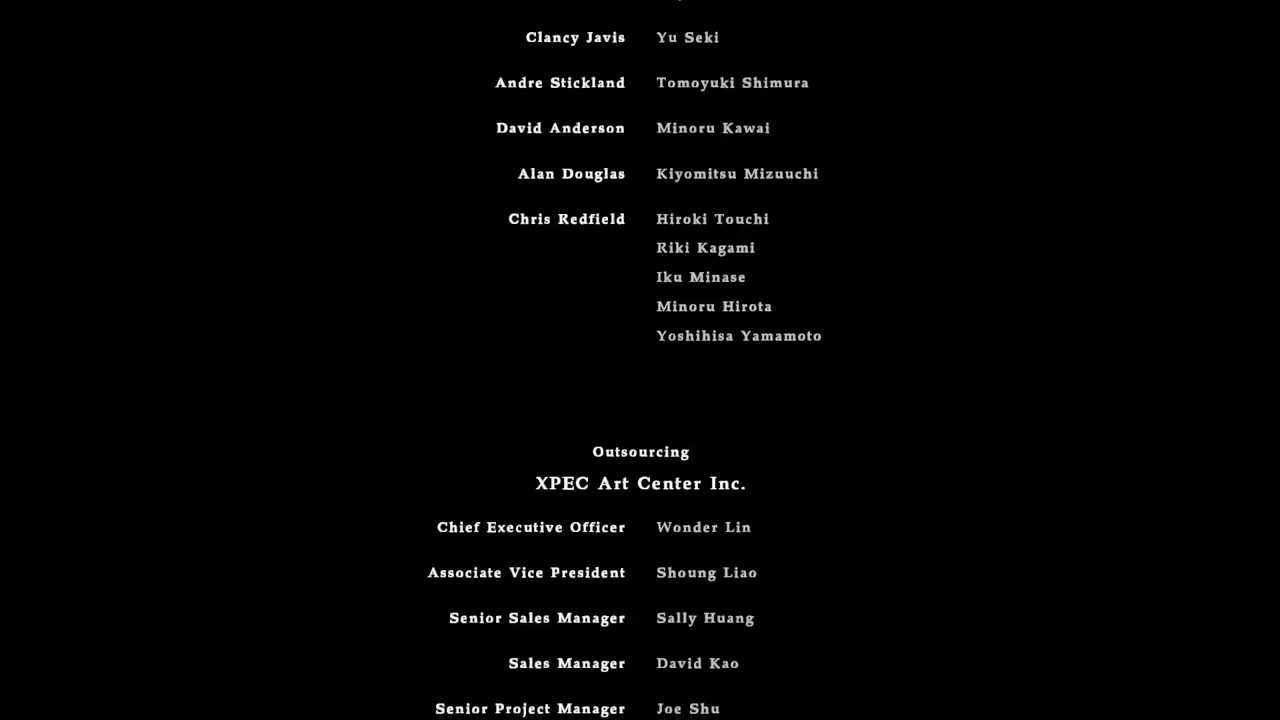 Clancy Javis Yu Seki
Andre Stickland Tomoyuki Shimura
David Anderson Minoru Kawai
Alan Douglas Kiyomitsu Mizuuchi
Chris Redfield Hiroki Touchi
Riki Kagami
Iku Minase
Minoru Hirota
Yoshihisa Yamamoto
Outsourcing
XPEC Art Center Inc.
Chief Executive Officer Wonder Lin
Associate Vice President Shoung Liao
Senior Sales Manager Sally Huang
Sales Manager David Kao
Senior Project Manager Joe Shu